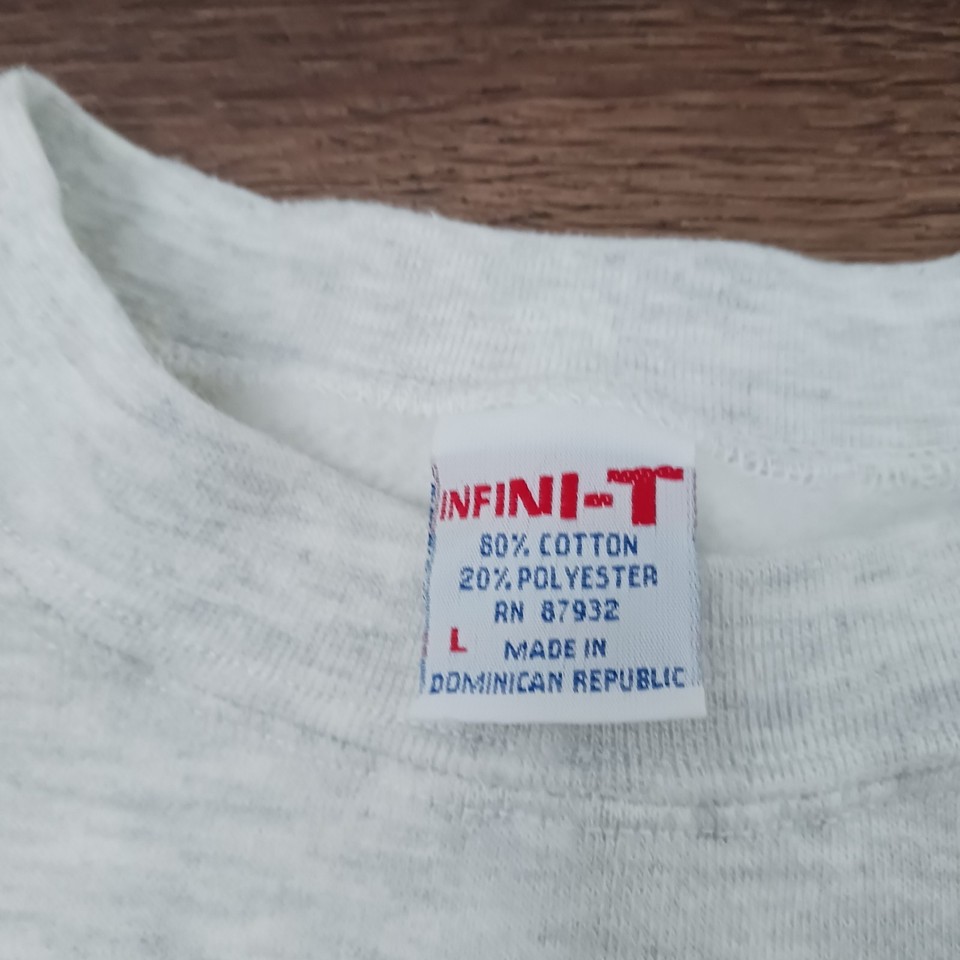 INFINI-T
80% COTTON
20% POLYESTER
RN 87932
L MADE IN
DOMINICAN REPUBLIC